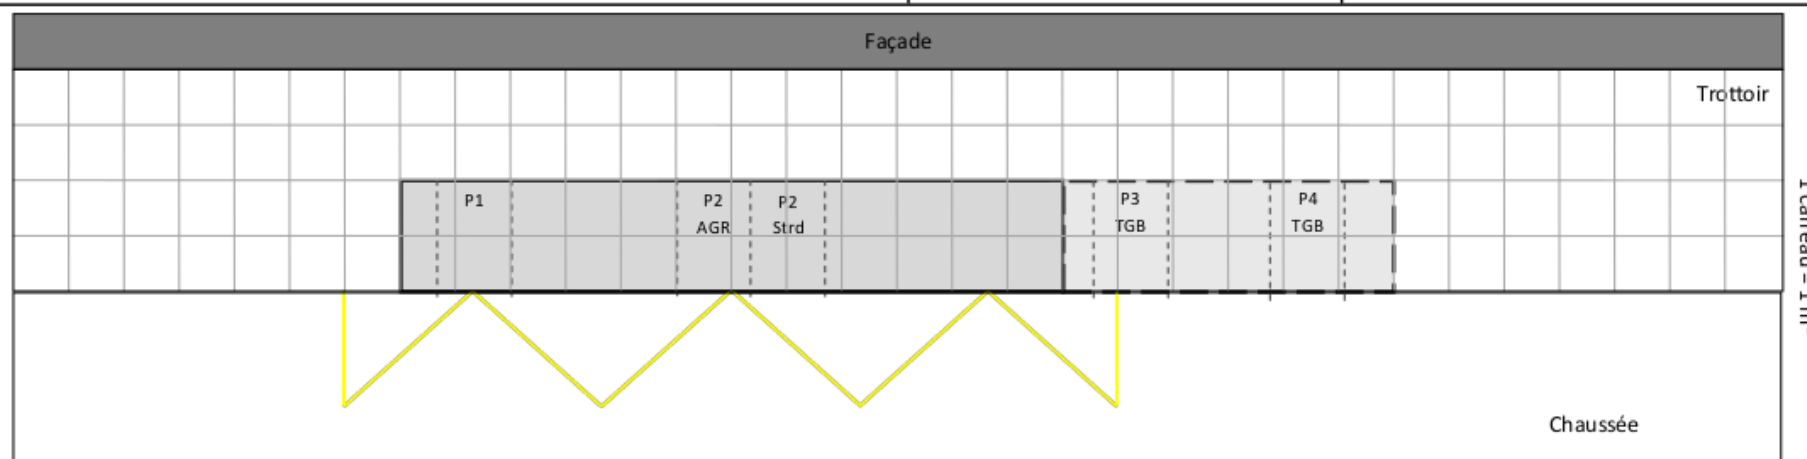 Façade
Trottoir
P1
P2
AGR
P2
Strd
P3
TGB
P4
TGB
Chaussée